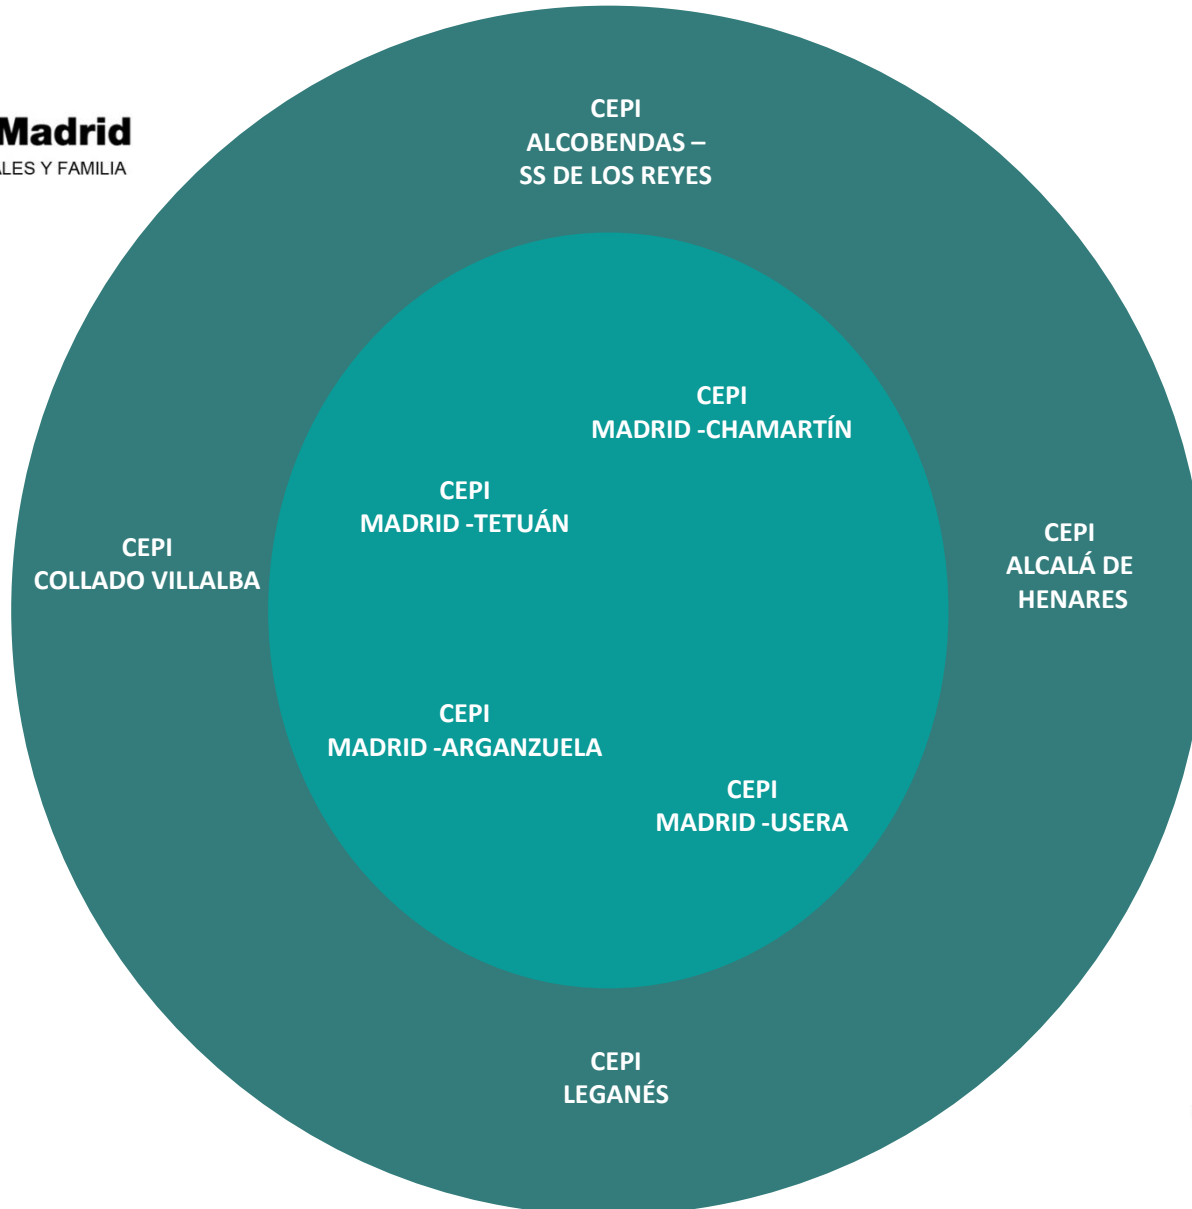 Madrid
ALES Y FAMILIA
CEPI
ALCOBENDAS –
SS DE LOS REYES
CEPI
MADRID -CHAMARTÍN
CEPI
MADRID -TETUÁN
CEPI
COLLADO VILLALBA
CEPI
ALCALÁ DE
HENARES
CEPI
MADRID -ARGANZUELA
CEPI
MADRID -USERA
CEPI
LEGANÉS